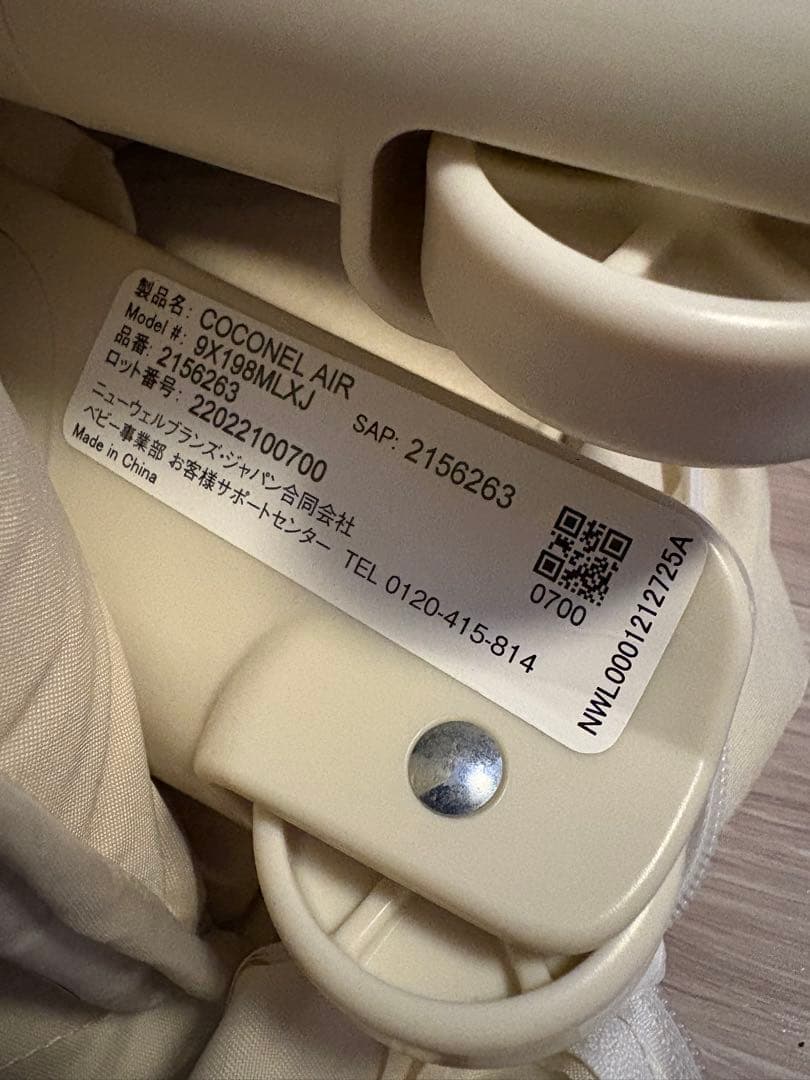 製品名: COCONEL AIR
Model #: 9X198MLXJ
品番: 2156263 SAP: 2156263
ロット番号: 22022100700
ニューウェルブランズ・ジャパン合同会社
ベビー事業部 お客様サポートセンター TEL 0120-415-814
Made in China
0700
NWL0001212725A